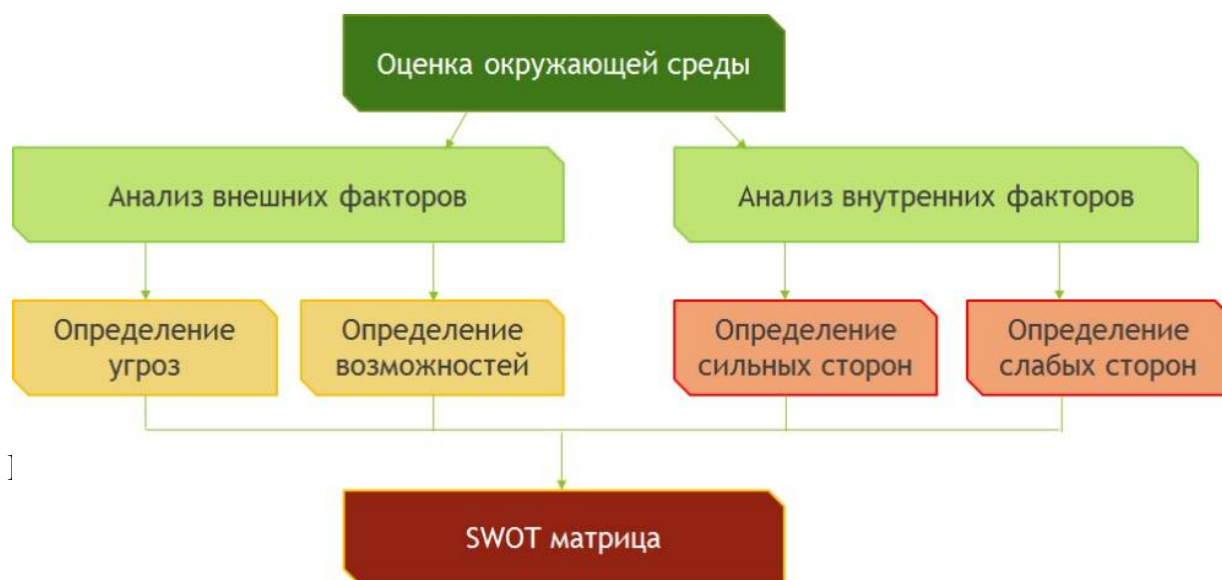 Оценка окружающей среды
Анализ внешних факторов
Анализ внутренних факторов
Определение
угроз
Определение
возможностей
Определение
сильных сторон
Определение
слабых сторон
SWOT матрица